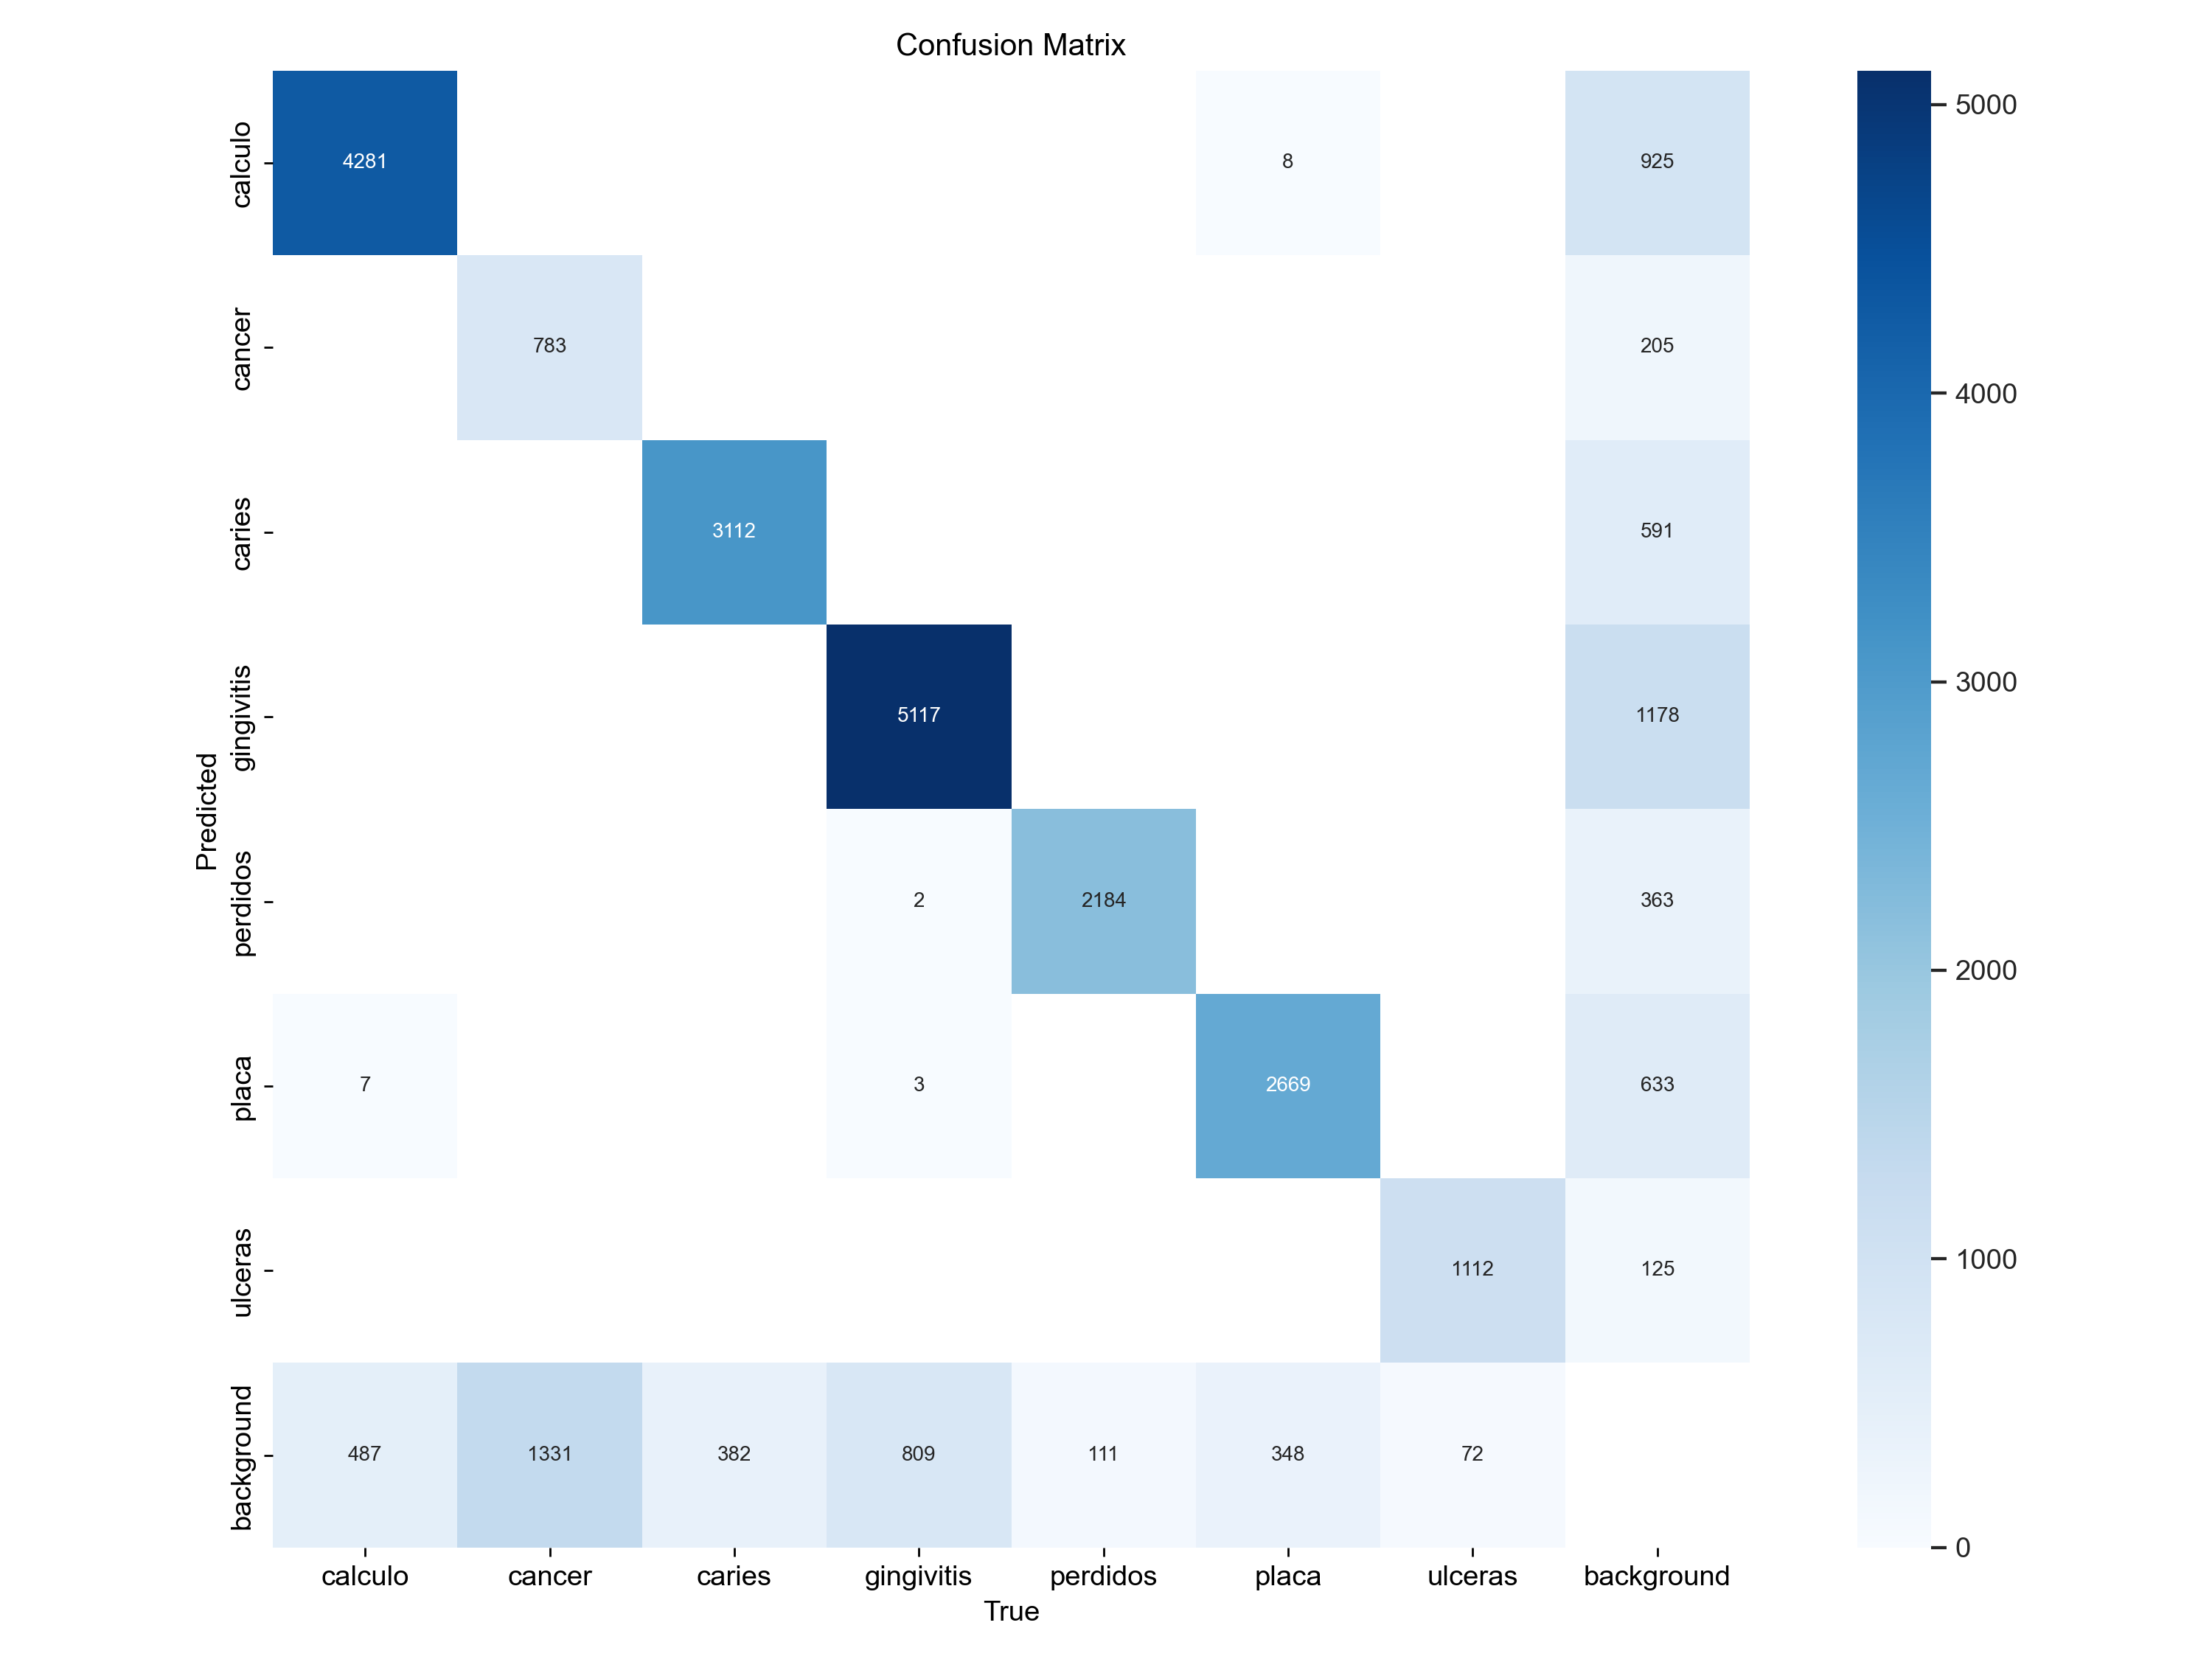 Confusion Matrix
calculo
4281
8
925
5000
cancer
783
205
4000
caries
3112
591
gingivitis
5117
1178
3000
Predicted
perdidos
2
2184
363
2000
placa
7
3
2669
633
ulceras
1112
125
1000
background
487
1331
382
809
111
348
72
0
calculo
cancer
caries
gingivitis
perdidos
placa
ulceras
background
True